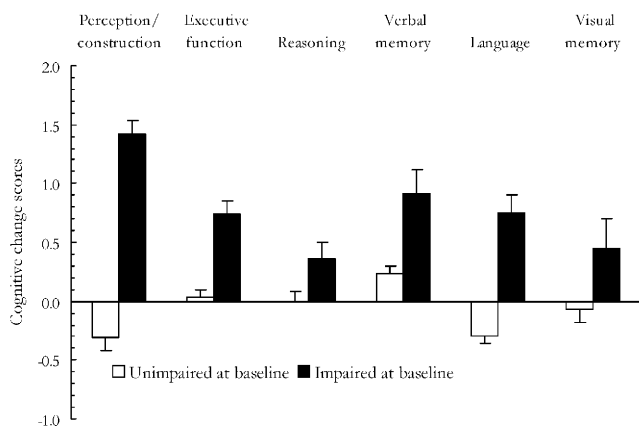 Perception/
construction
Executive
function
Reasoning
Verbal
memory
Language
Visual
memory
Cognitive change scores
2.0
1.5
1.0
0.5
0.0
-0.5
-1.0
Unimpaired at baseline
Impaired at baseline